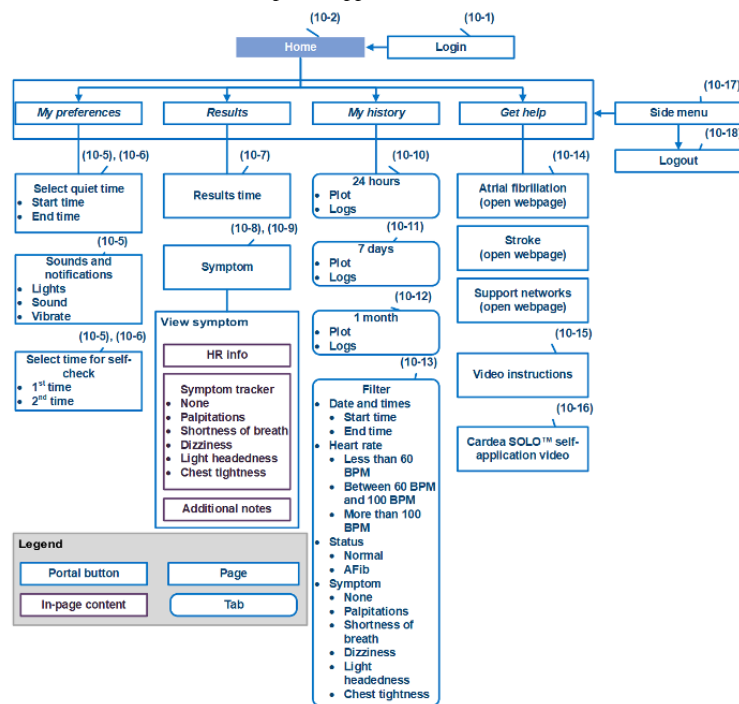 (10-2)
(10-1)
Home
Login
(10-17)
My preferences
Results
My history
Get help
Side menu
(10-18)
Logout
(10-5), (10-6)
Select quiet time
• Start time
• End time
(10-5)
Sounds and
notifications
• Lights
• Sound
• Vibrate
(10-5), (10-6)
Select time for self-
check
• 1st time
• 2nd time
(10-7)
Results time
(10-8), (10-9)
Symptom
View symptom
HR info
Symptom tracker
• None
• Palpitations
• Shortness of breath
• Dizziness
• Light headedness
• Chest tightness
Additional notes
(10-10)
24 hours
• Plot
• Logs
(10-11)
7 days
• Plot
• Logs
(10-12)
1 month
• Plot
• Logs
(10-13)
Filter
• Date and times
• Start time
• End time
• Heart rate
• Less than 60
BPM
• Between 60 BPM
and 100 BPM
• More than 100
BPM
• Status
• Normal
• AFib
• Symptom
• None
• Palpitations
• Shortness of
breath
• Dizziness
• Light
headedness
• Chest tightness
(10-14)
Atrial fibrillation
(open webpage)
Stroke
(open webpage)
Support networks
(open webpage)
(10-15)
Video instructions
(10-16)
Cardea SOLO™ self-
application video
Legend
Portal button
Page
In-page content
Tab